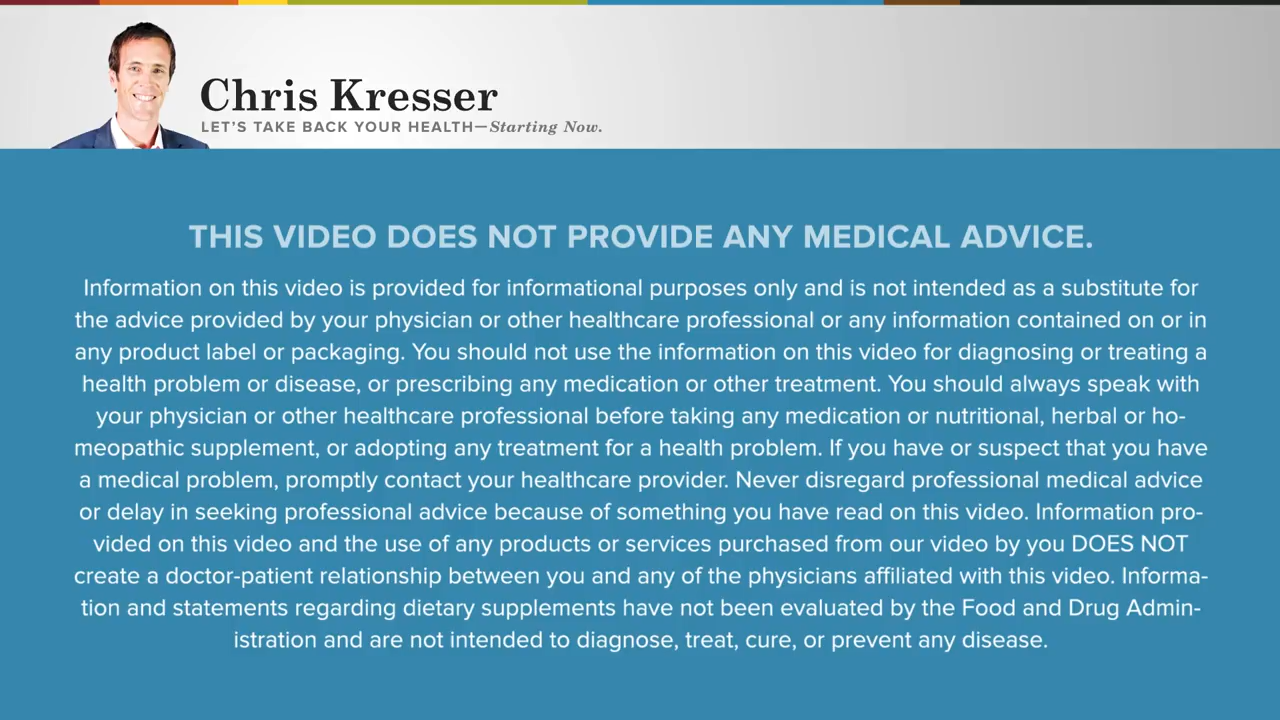 Chris Kresser
LET'S TAKE BACK YOUR HEALTH—Starting Now.
THIS VIDEO DOES NOT PROVIDE ANY MEDICAL ADVICE.
Information on this video is provided for informational purposes only and is not intended as a substitute for
the advice provided by your physician or other healthcare professional or any information contained on or in
any product label or packaging. You should not use the information on this video for diagnosing or treating a
health problem or disease, or prescribing any medication or other treatment. You should always speak with
your physician or other healthcare professional before taking any medication or nutritional, herbal or ho-
meopathic supplement, or adopting any treatment for a health problem. If you have or suspect that you have
a medical problem, promptly contact your healthcare provider. Never disregard professional medical advice
or delay in seeking professional advice because of something you have read on this video. Information pro-
vided on this video and the use of any products or services purchased from our video by you DOES NOT
create a doctor-patient relationship between you and any of the physicians affiliated with this video. Informa-
tion and statements regarding dietary supplements have not been evaluated by the Food and Drug Admin-
istration and are not intended to diagnose, treat, cure, or prevent any disease.